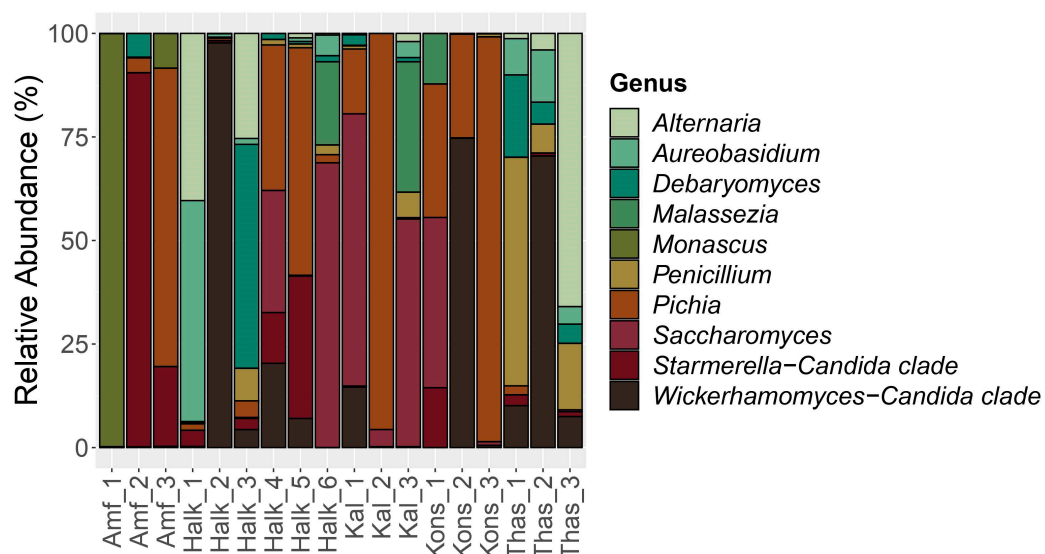 Relative Abundance (%)
100
75
50
25
0
Amf_1
Amf_2
Amf_3
Halk_1
Halk_2
Halk_3
Halk_4
Halk_5
Halk_6
Kal_1
Kal_2
Kal_3
Kons_1
Kons_2
Kons_3
Thas_1
Thas_2
Thas_3
Genus
Alternaria
Aureobasidium
Debaryomyces
Malassezia
Monascus
Penicillium
Pichia
Saccharomyces
Starmerella−Candida clade
Wickerhamomyces−Candida clade